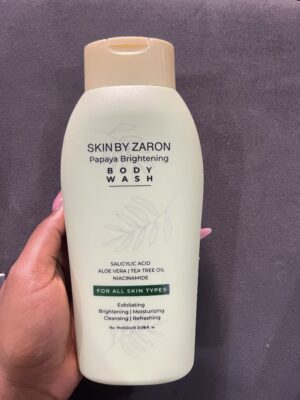 SKIN BY ZARON
Papaya Brightening
BODY
WASH
SALICYLIC ACID
ALOE VERA | TEA TREE OIL
NIACINAMIDE
FOR ALL SKIN TYPES
Exfoliating
Brightening | Moisturizing
Cleansing | Refreshing
650ml